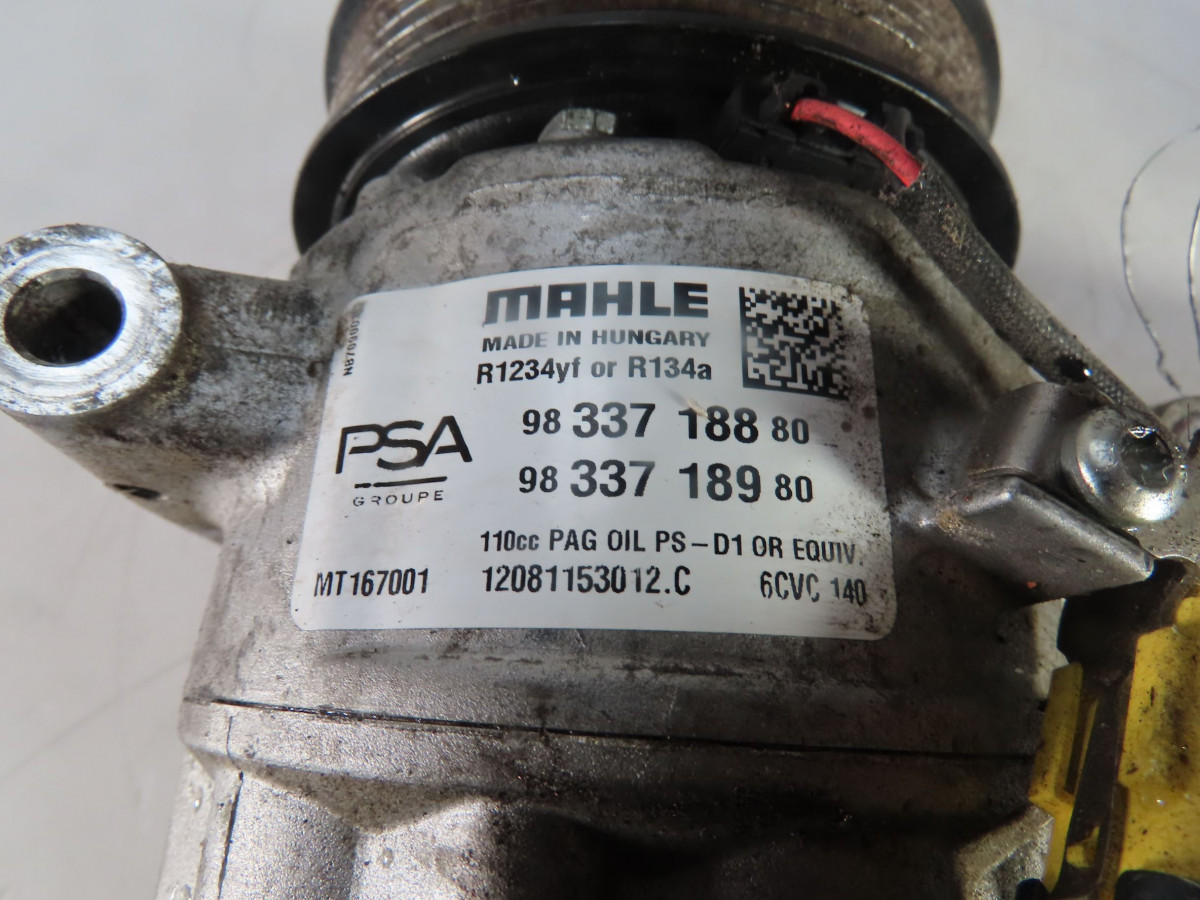 MAHLE
MADE IN HUNGARY
R1234yf or R134a
98 337 188 80
PSA
GROUPE
98 337 189 80
110cc PAG OIL PS-D1 OR EQUIV.
MT167001 12081153012.C 6CVC 140